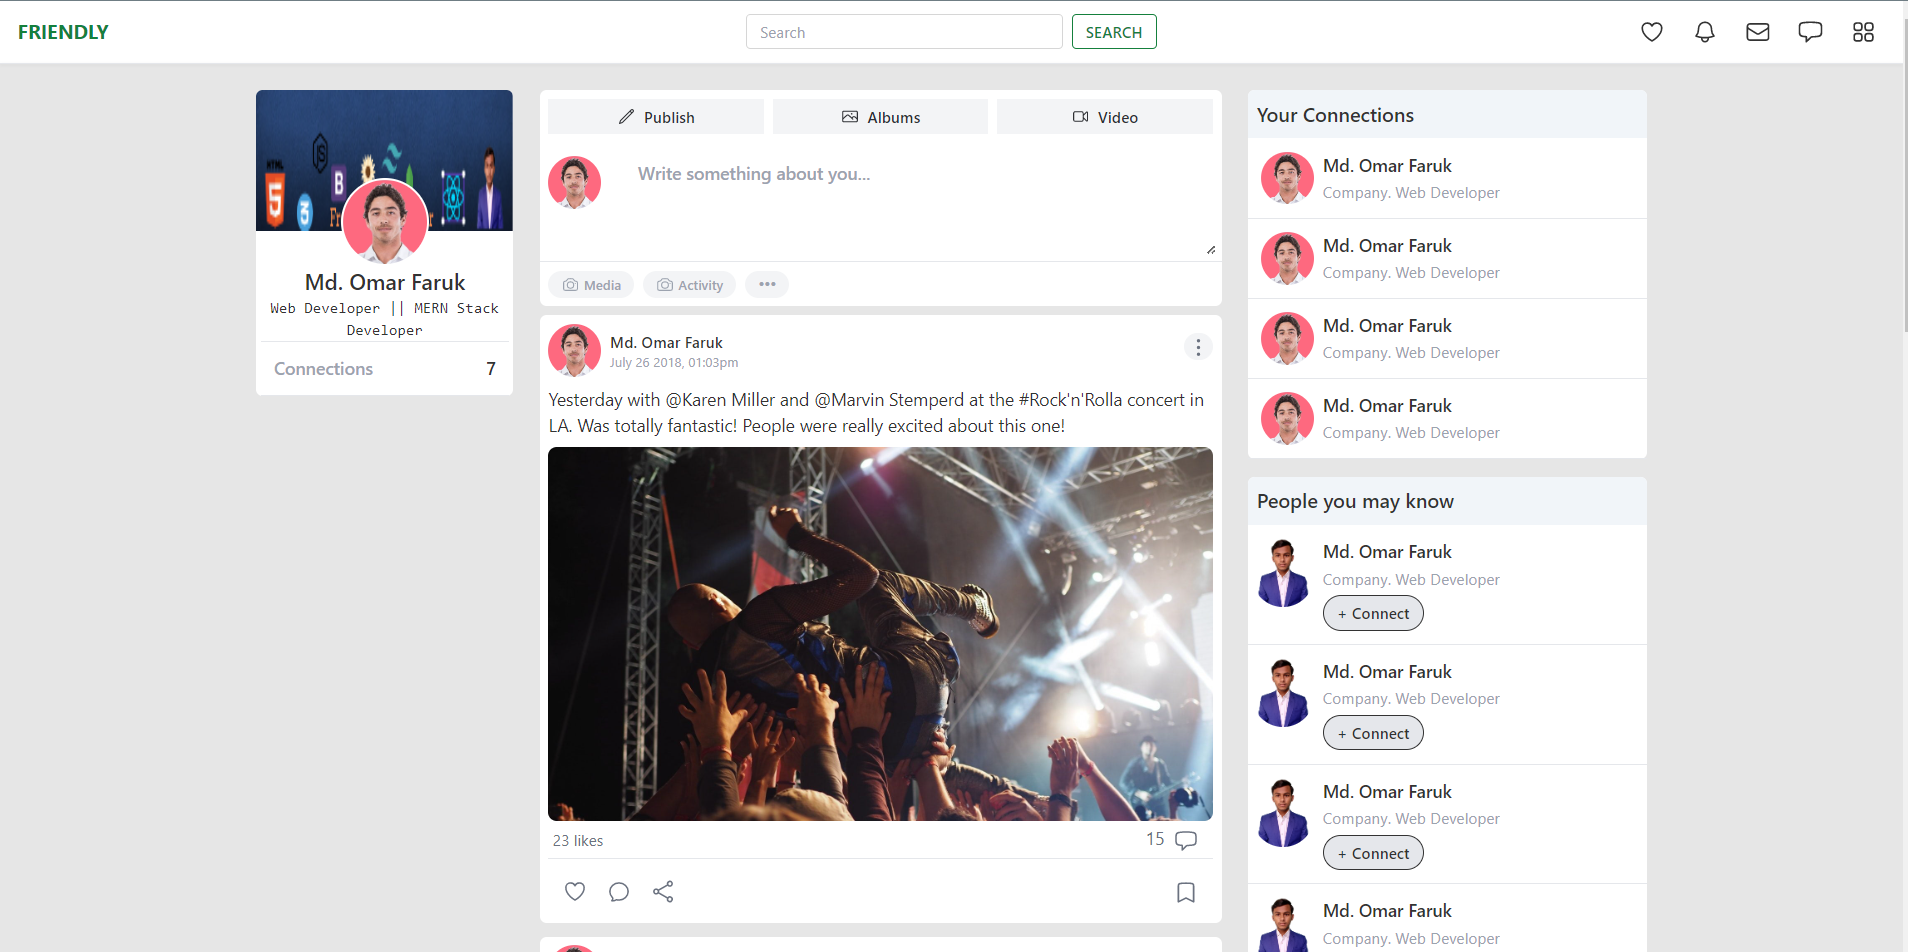 FRIENDLY
Search
SEARCH
HTML
JS
5
3
B
Md. Omar Faruk
Web Developer || MERN Stack
Developer
Connections 7
Publish
Albums
Video
Write something about you...
Media
Activity
Md. Omar Faruk
July 26 2018, 01:03pm
Yesterday with @Karen Miller and @Marvin Stemperd at the #Rock'n'Rolla concert in
LA. Was totally fantastic! People were really excited about this one!
23 likes
15
Your Connections
Md. Omar Faruk
Company. Web Developer
Md. Omar Faruk
Company. Web Developer
Md. Omar Faruk
Company. Web Developer
Md. Omar Faruk
Company. Web Developer
People you may know
Md. Omar Faruk
Company. Web Developer
+ Connect
Md. Omar Faruk
Company. Web Developer
+ Connect
Md. Omar Faruk
Company. Web Developer
+ Connect
Md. Omar Faruk
Company. Web Developer